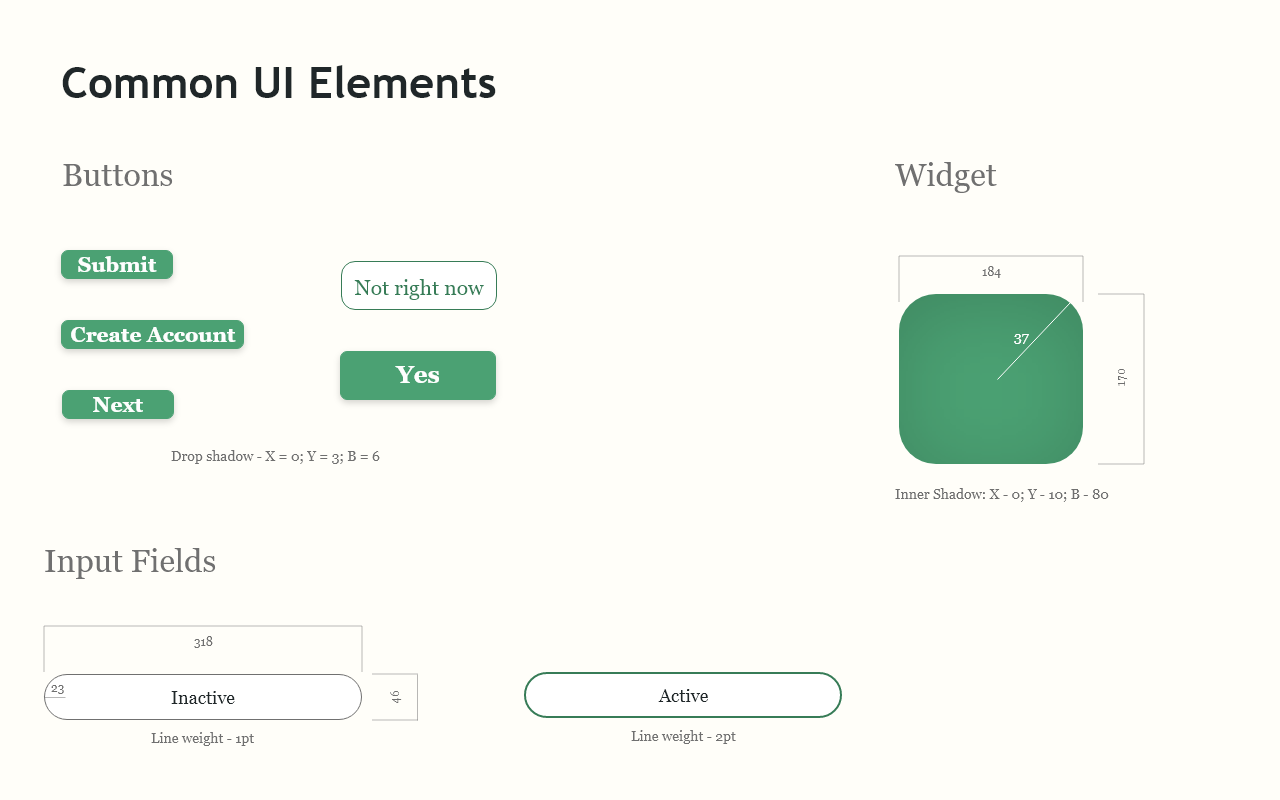 Common UI Elements
Buttons
Submit
Create Account
Next
Not right now
Yes
Drop shadow - X = 0; Y = 3; B = 6
Widget
184
37
170
Inner Shadow: X - 0; Y - 10; B - 80
Input Fields
318
23
Inactive
46
Line weight - 1pt
Active
Line weight - 2pt